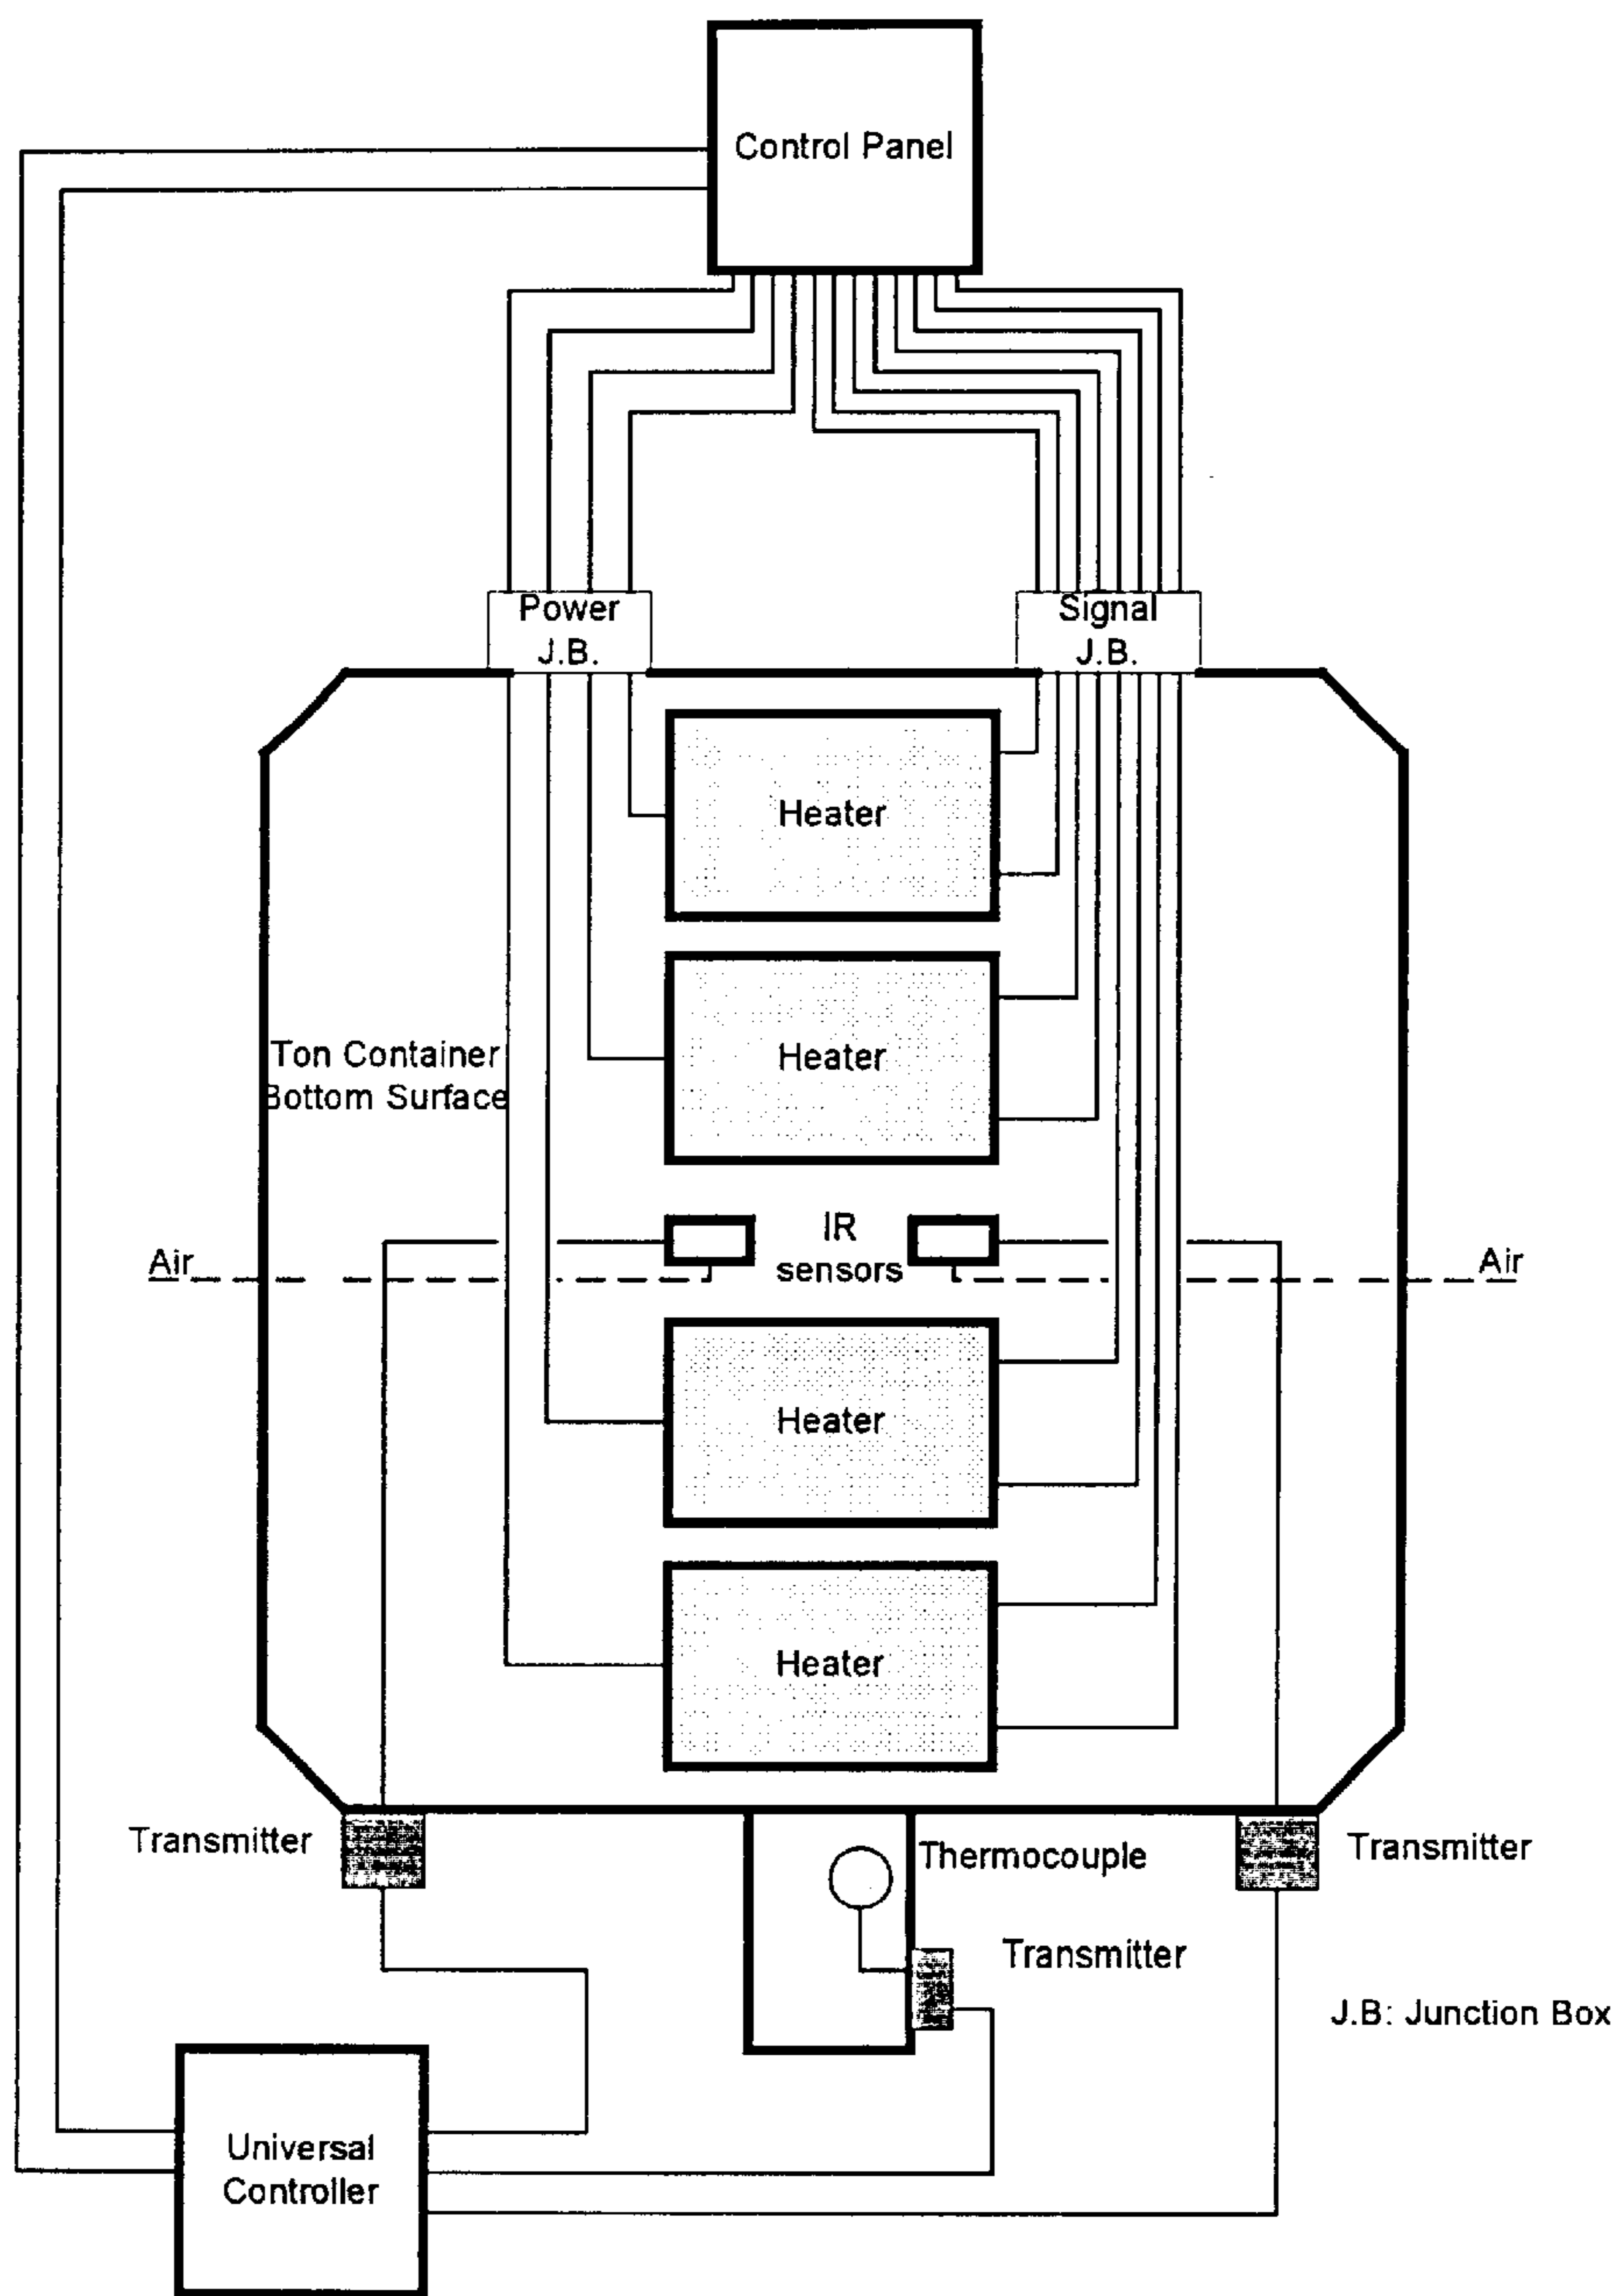 Control Panel
Power
J.B.
Signal
J.B.
Heater
Ton Container
Bottom Surface
Heater
IR
sensors
Air
Air
Heater
Heater
Transmitter
Thermocouple
Transmitter
Transmitter
J.B: Junction Box
Universal
Controller